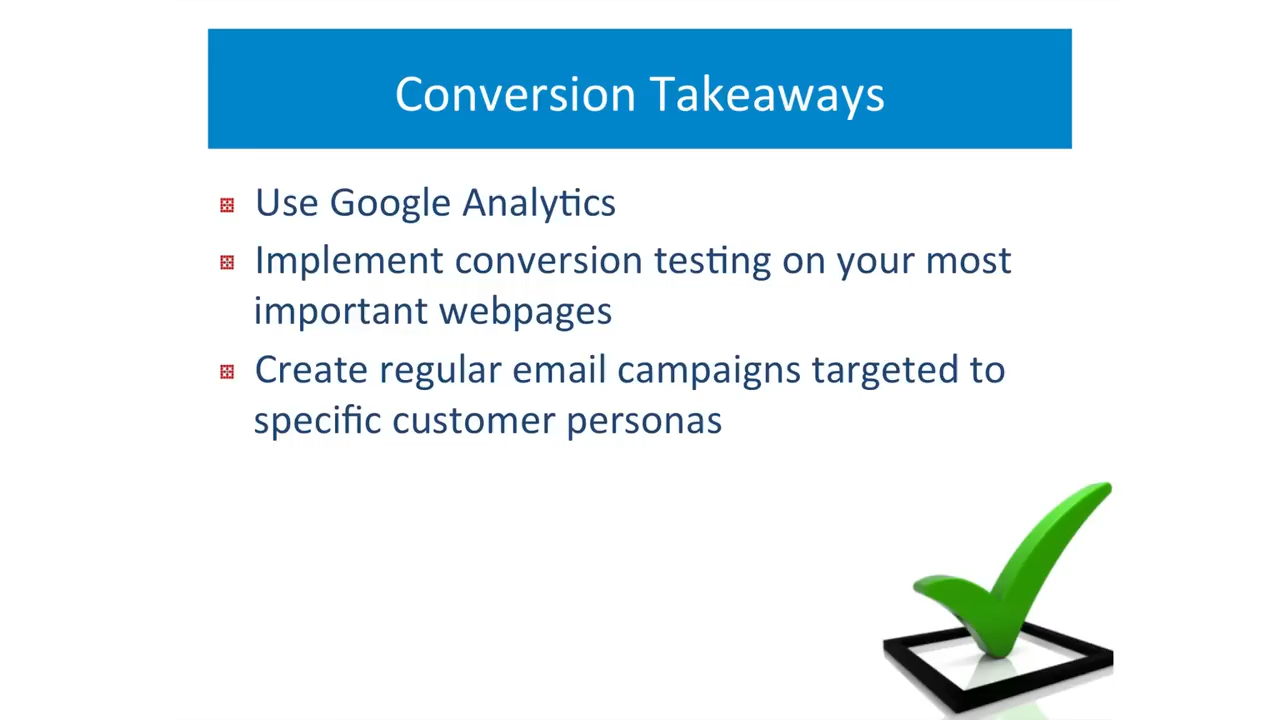 Conversion Takeaways
Use Google Analytics
Implement conversion testing on your most
important webpages
Create regular email campaigns targeted to
specific customer personas